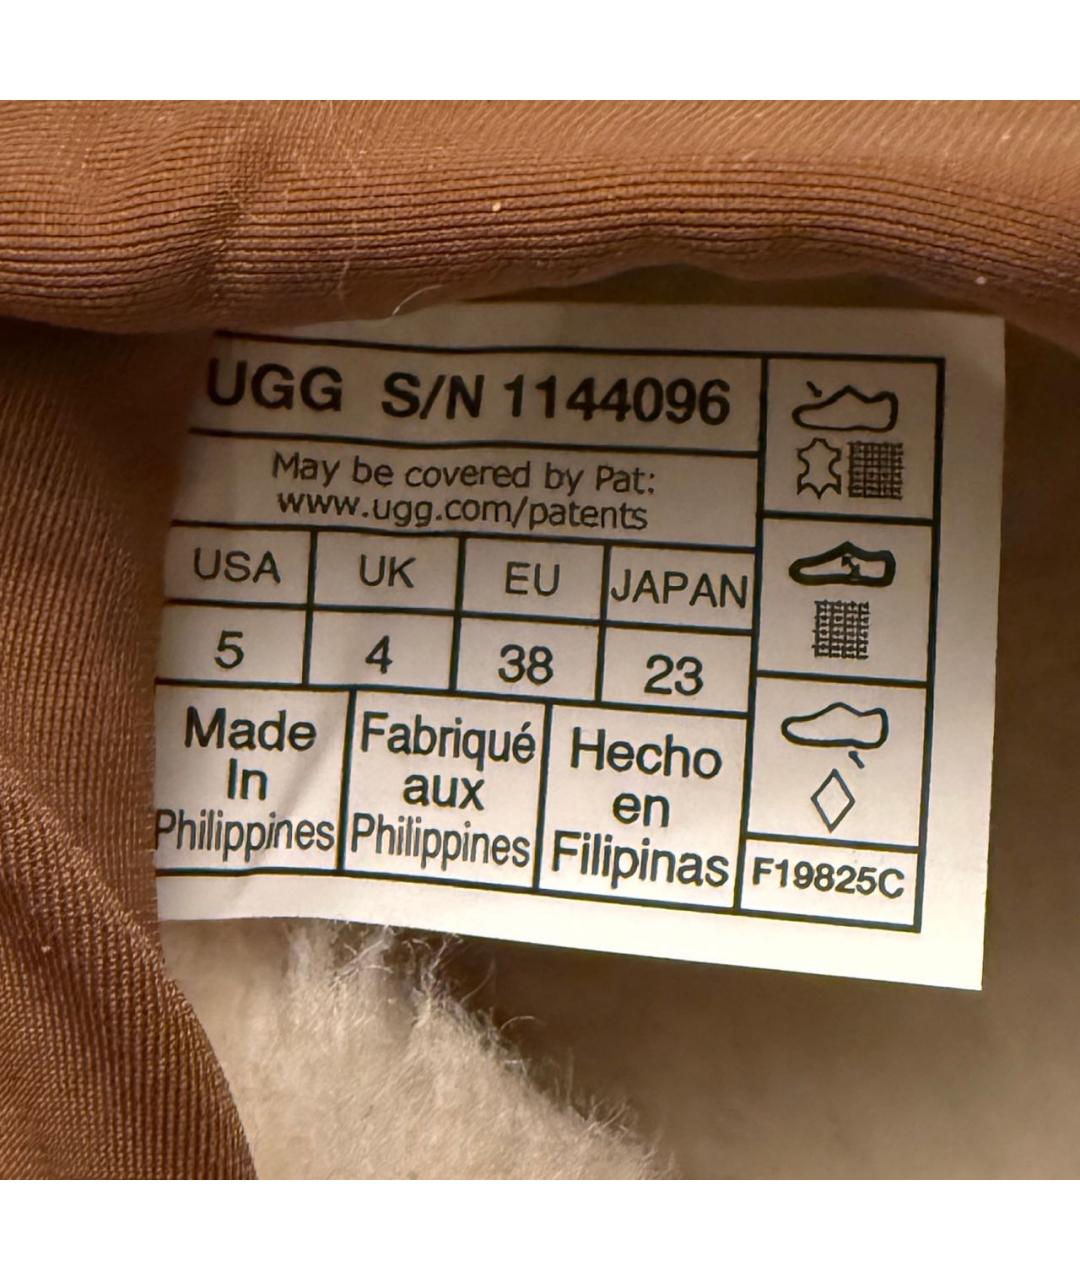 UGG S/N 1144096
May be covered by Pat:
www.ugg.com/patents
USA UK EU JAPAN
5 4 38 23
Made
In
Philippines
Fabriqué
aux
Philippines
Hecho
en
Filipinas
F19825C